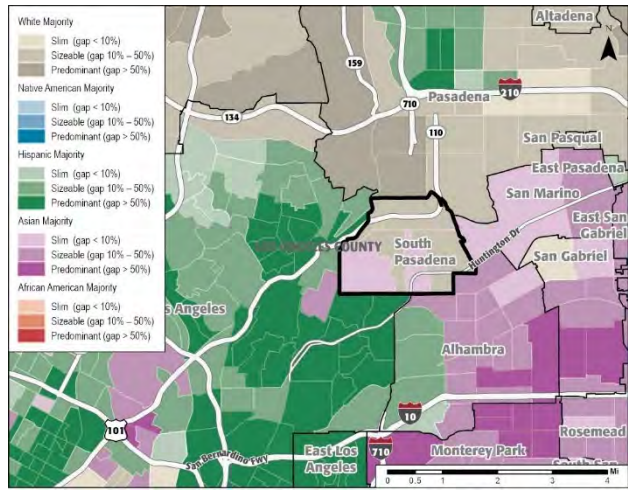 White Majority
Slim (gap < 10%)
Sizeable (gap 10% – 50%)
Predominant (gap > 50%)
Native American Majority
Slim (gap < 10%)
Sizeable (gap 10% – 50%)
Predominant (gap > 50%)
Hispanic Majority
Slim (gap < 10%)
Sizeable (gap 10% – 50%)
Predominant (gap > 50%)
Asian Majority
Slim (gap < 10%)
Sizeable (gap 10% – 50%)
Predominant (gap > 50%)
African American Majority
Slim (gap < 10%)
Sizeable (gap 10% – 50%)
Predominant (gap > 50%)
Altadena
N
159
710
Pasadena
210
134
110
San Pasqual
East Pasadena
San Marino
East San
Gabriel
COUNTY
South
Pasadena
Huntington Dr
San Gabriel
Angeles
Alhambra
101
10
San Bernardino Fwy
East Los
Angeles
710
Monterey Park
Rosemead
0 1 2 3 4
Mi